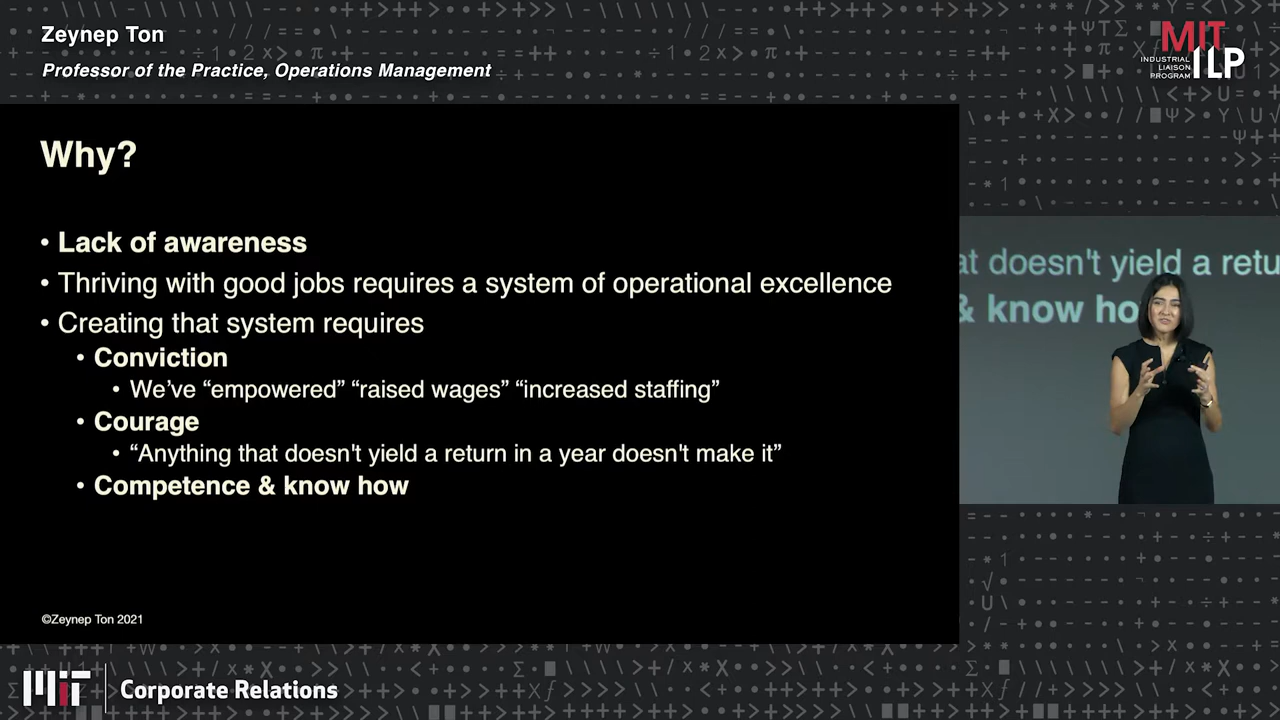 Zeynep Ton
Professor of the Practice, Operations Management
MIT
INDUSTRIAL
LIAISON
PROGRAM
ILP
Why?
• Lack of awareness
• Thriving with good jobs requires a system of operational excellence
• Creating that system requires
• Conviction
• We’ve “empowered” “raised wages” “increased staffing”
• Courage
• “Anything that doesn't yield a return in a year doesn't make it”
• Competence & know how
©Zeynep Ton 2021
at doesn't yield a retu
& know ho
MIT
Corporate Relations